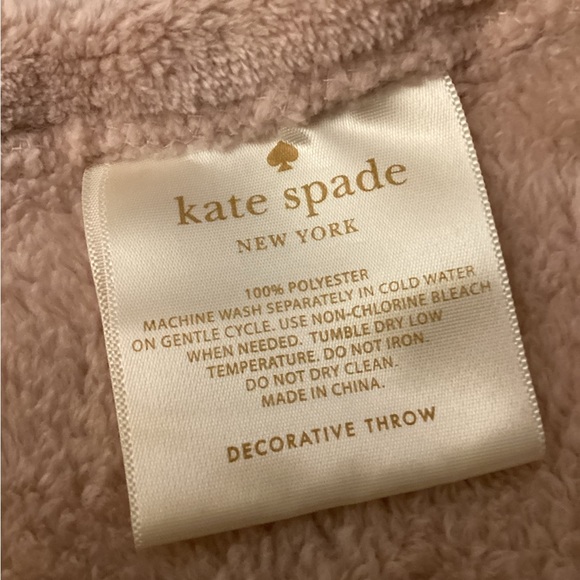 kate spade
NEW YORK
100% POLYESTER
MACHINE WASH SEPARATELY IN COLD WATER
ON GENTLE CYCLE. USE NON-CHLORINE BLEACH
WHEN NEEDED. TUMBLE DRY LOW
TEMPERATURE. DO NOT IRON.
DO NOT DRY CLEAN.
MADE IN CHINA.
DECORATIVE THROW